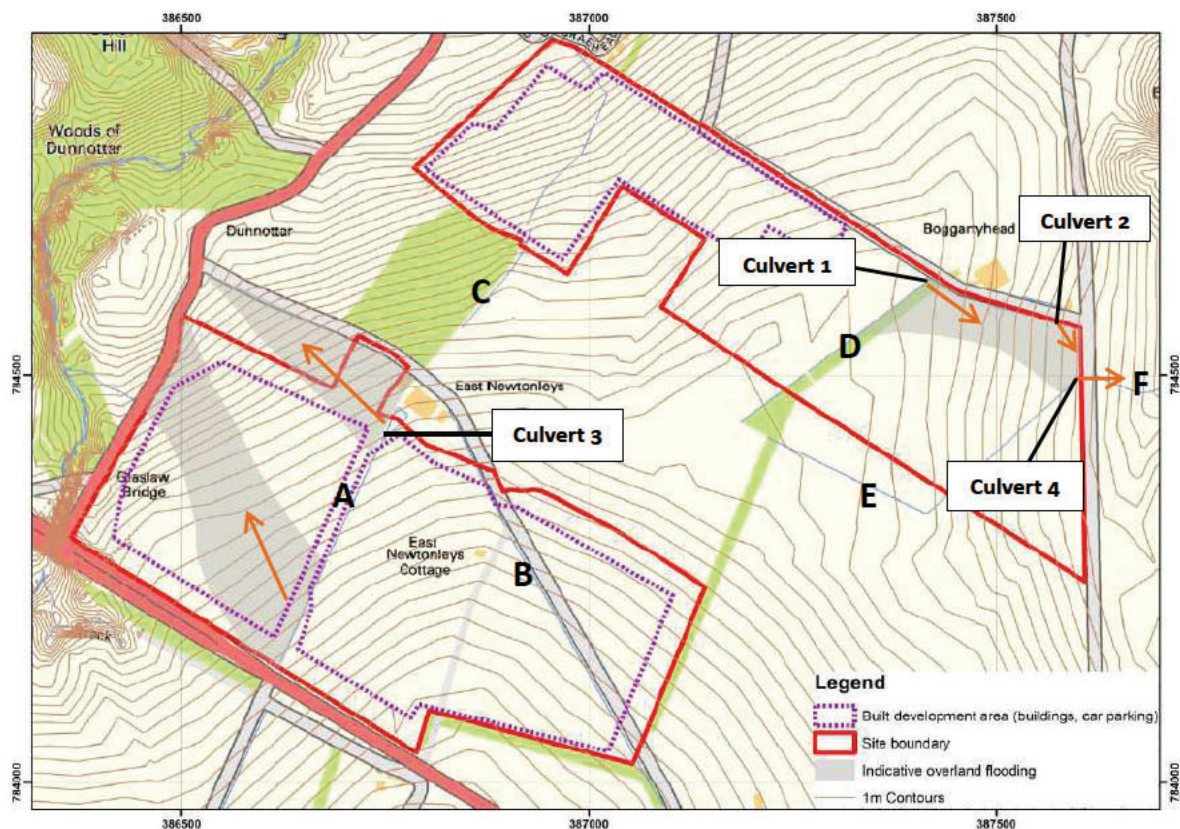 386500
387000
387500
Hill
Woods of
Dunnottar
Dunnottar
Boggartyhead
Culvert 2
Culvert 1
C
D
784500
784500
F
East Newtonleys
Culvert 3
Culvert 4
Glaslaw
Bridge
A
E
East
Newtonleys
Cottage
B
Legend
Built development area (buildings, car parking)
Site boundary
Indicative overland flooding
1m Contours
784000
784000
386500
387000
387500